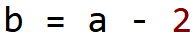 b = a - 2